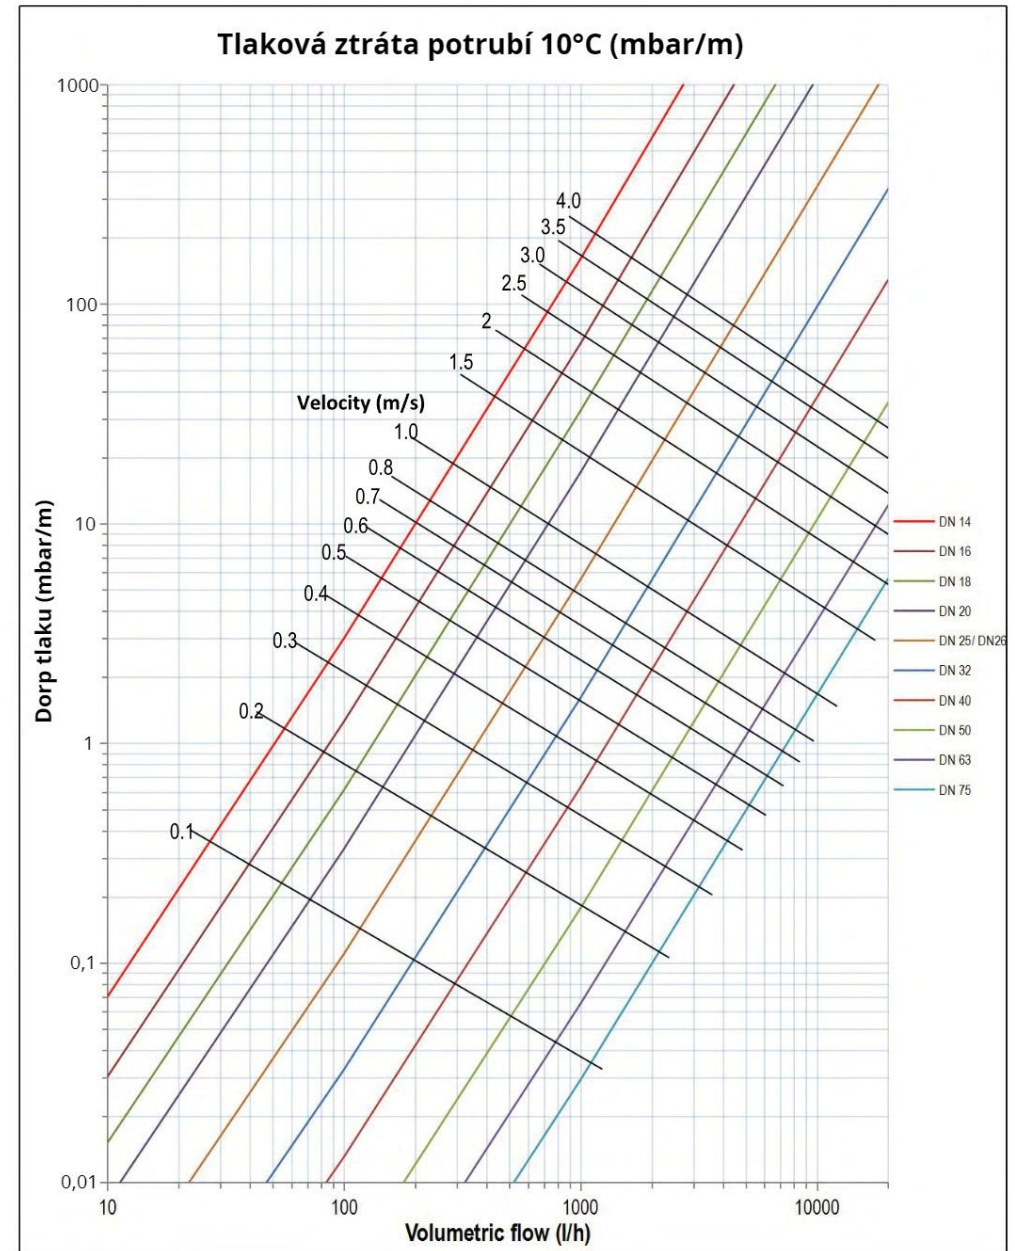 Tlaková ztráta potrubí 10°C (mbar/m)
1000
4.0
3.5
3.0
2.5
100
2
1.5
Velocity (m/s)
1.0
0.8
0.7
10
0.6
0.5
0.4
0.3
0.2
1
0.1
0,1
0,01
Dorp tlaku (mbar/m)
DN 14
DN 16
DN 18
DN 20
DN 25/ DN26
DN 32
DN 40
DN 50
DN 63
DN 75
10
100
1000
10000
Volumetric flow (l/h)